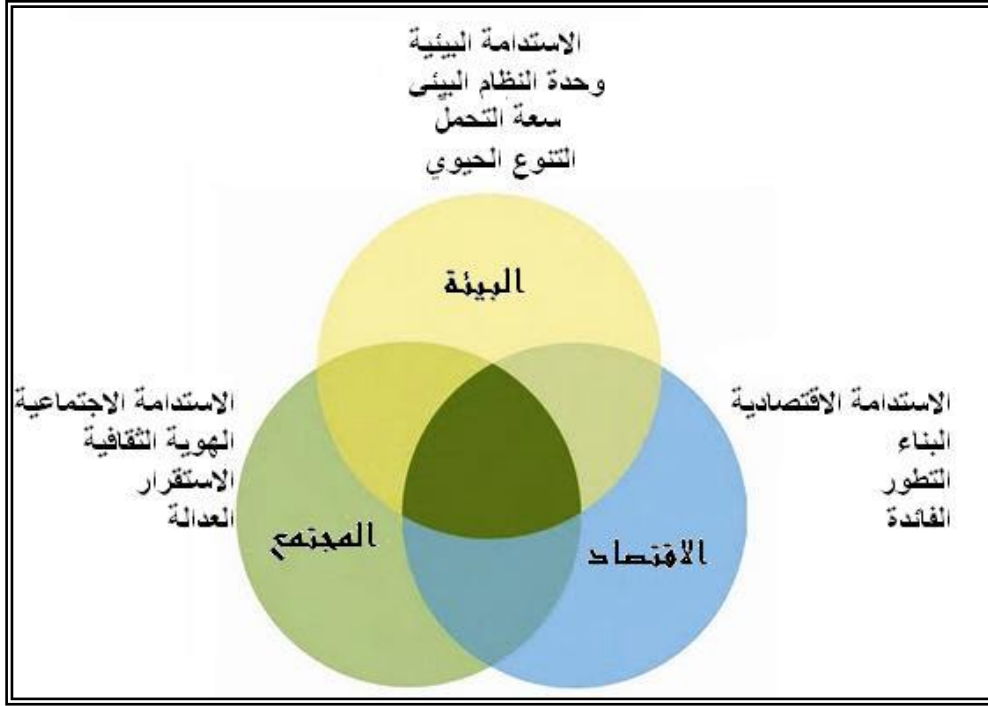 الاستدامة البيئية
وحدة النظام البيئى
سعة التحمل
التنوع الحيوي
البيئة
الاستدامة الاقتصادية
البناء
التطور
الفائدة
الاستدامة الاجتماعية
الهوية الثقافية
الاستقرار
العدالة
الاقتصاد
المجتمع